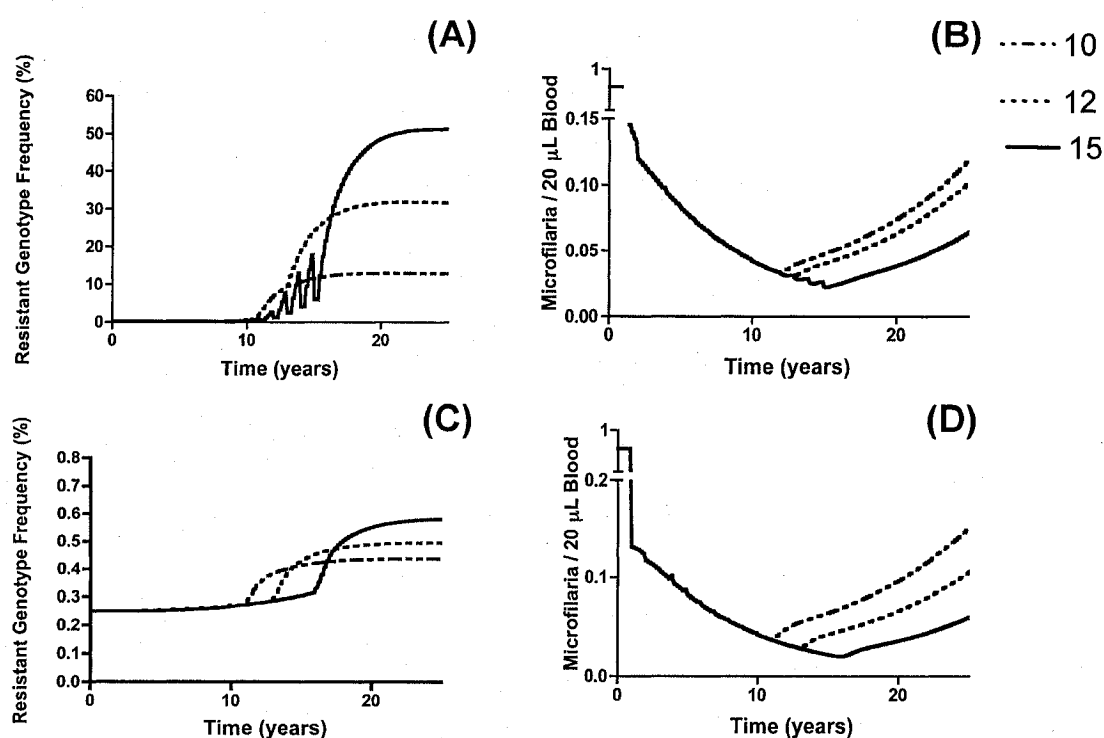 (A)
Resistant Genotype Frequency (%)
60
50
40
30
20
10
0
0 10 20
Time (years)
(B)
Microfilaria / 20 µL Blood
1
0.15
0.10
0.05
0.00
0 10 20
Time (years)
10
12
15
(C)
Resistant Genotype Frequency (%)
0.8
0.7
0.6
0.5
0.4
0.3
0.2
0.1
0.0
0 10 20
Time (years)
(D)
Microfilaria / 20 µL Blood
1
0.2
0.1
0.0
0 10 20
Time (years)